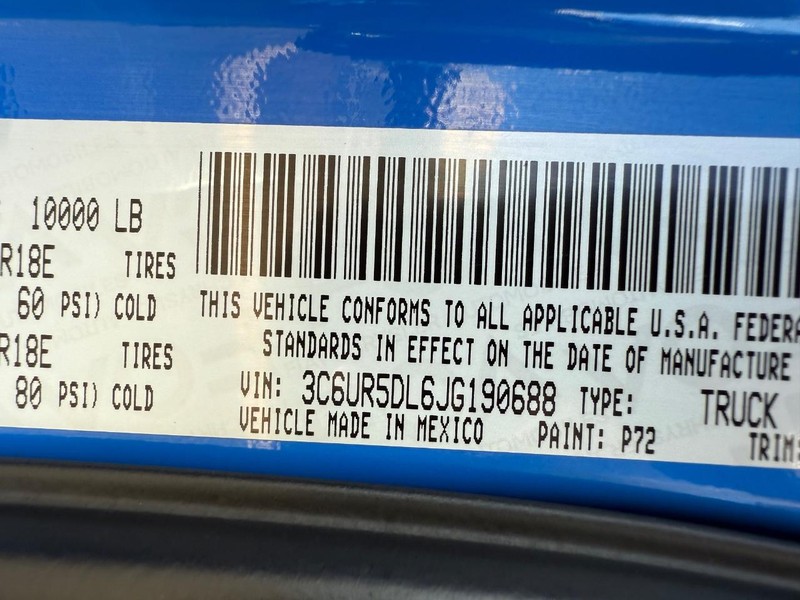 10000 LB
R18E TIRES
60 PSI) COLD
R18E TIRES
80 PSI) COLD
THIS VEHICLE CONFORMS TO ALL APPLICABLE U.S.A. FEDERA
STANDARDS IN EFFECT ON THE DATE OF MANUFACTURE
VIN: 3C6UR5DL6JG190688 TYPE: TRUCK
VEHICLE MADE IN MEXICO PAINT: P72 TRIM: